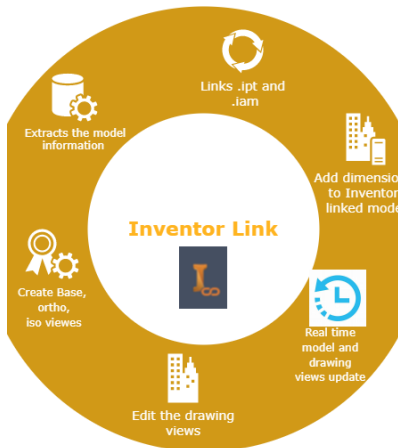 Links .ipt and
.iam
Extracts the model
information
Add dimension
to Inventor
linked mode
Inventor Link
Create Base,
ortho,
iso viewes
Real time
model and
drawing
views update
Edit the drawing
views